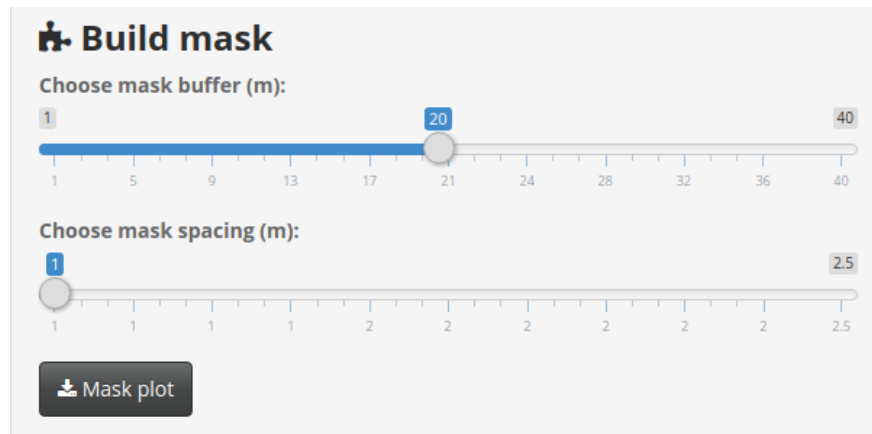 Build mask
Choose mask buffer (m):
1 20 40
1 5 9 13 17 21 24 28 32 36 40
Choose mask spacing (m):
1 2.5
1 1 1 1 2 2 2 2 2 2 2.5
Mask plot